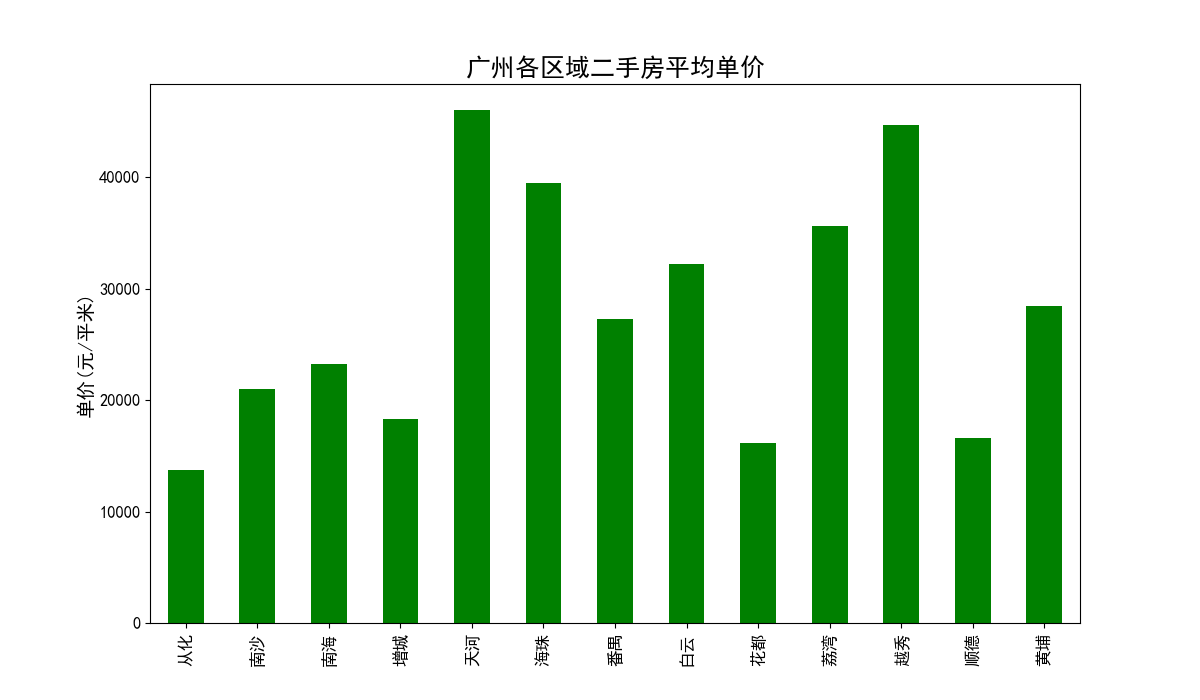 广州各区域二手房平均单价
单价(元/平米)
40000
30000
20000
10000
0
从化
南沙
南海
增城
天河
海珠
番禺
白云
花都
荔湾
越秀
顺德
黄埔